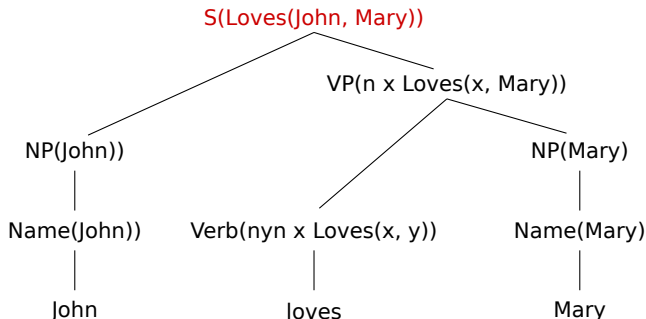 S(Loves(John, Mary))
VP(n x Loves(x, Mary))
NP(John))
NP(Mary)
Name(John))
Verb(nyn x Loves(x, y))
Name(Mary)
John
loves
Mary